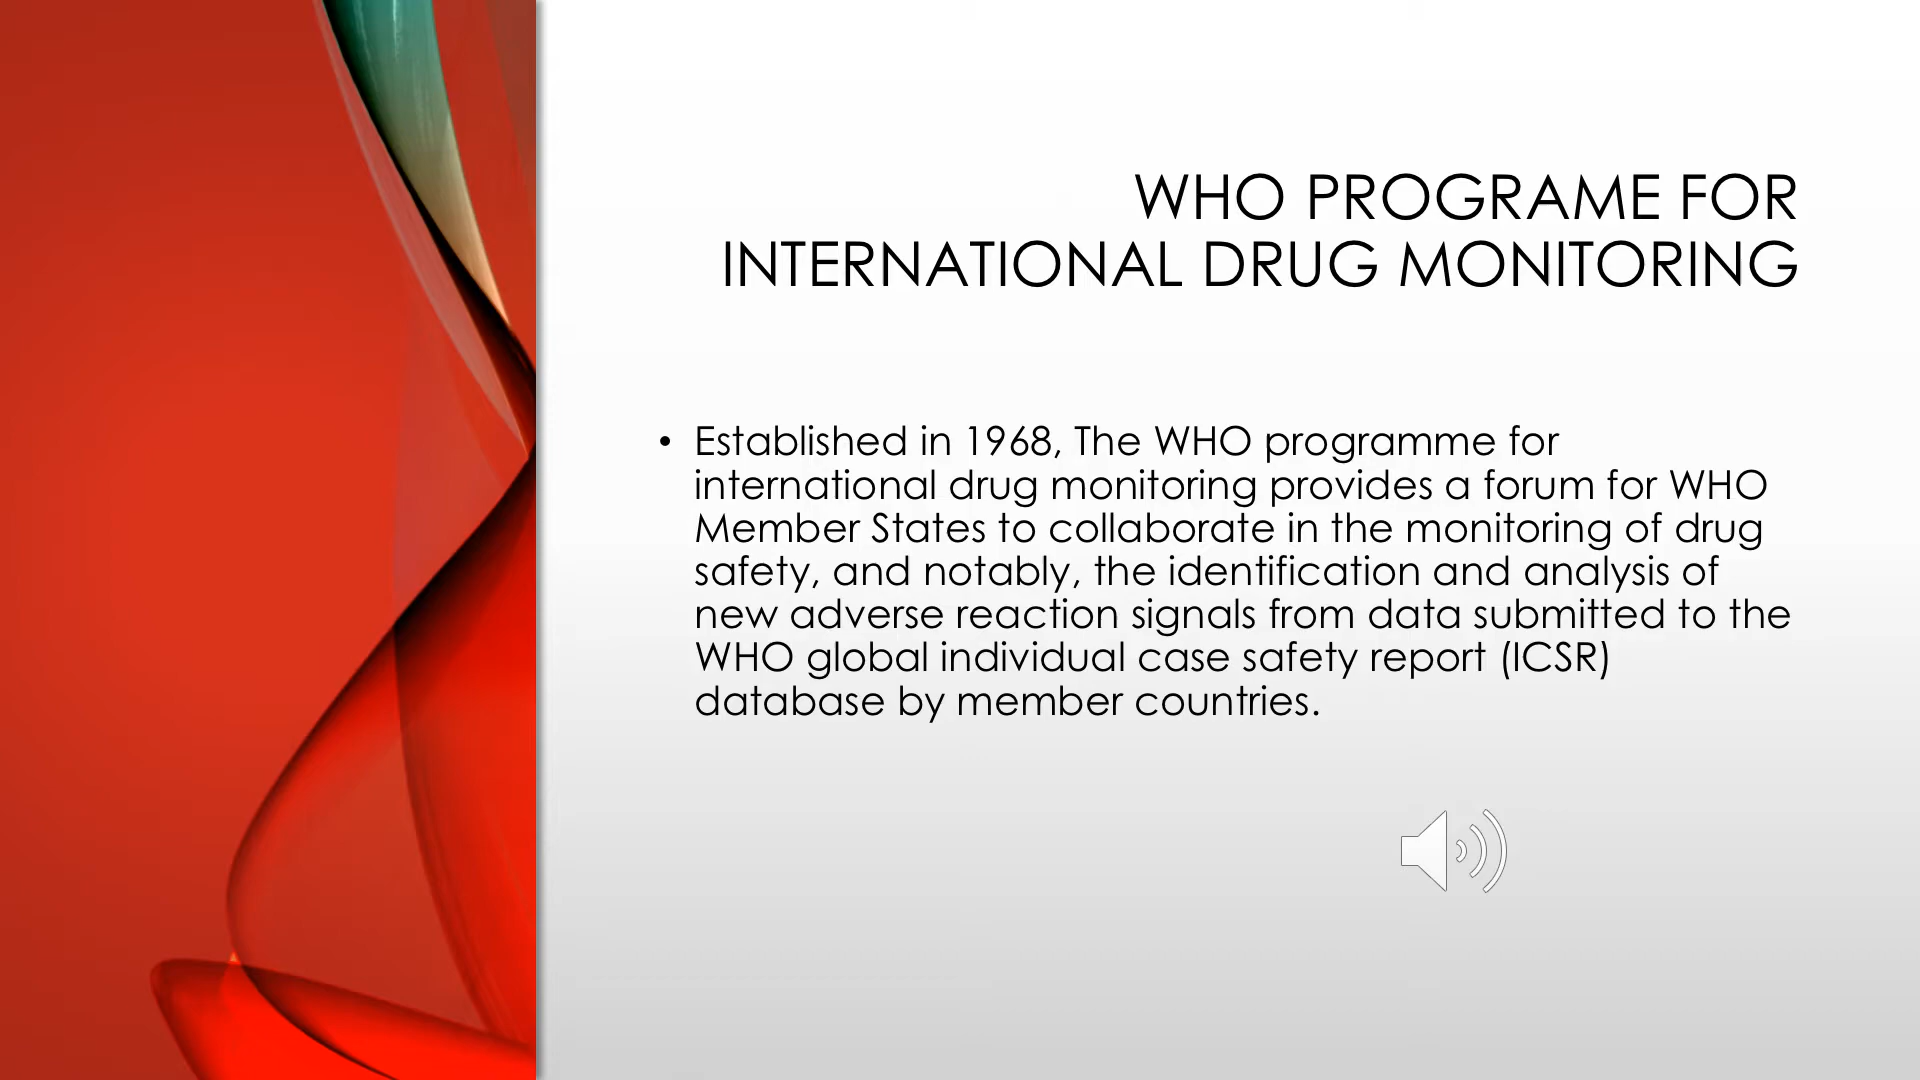 WHO PROGRAME FOR
INTERNATIONAL DRUG MONITORING
• Established in 1968, The WHO programme for
international drug monitoring provides a forum for WHO
Member States to collaborate in the monitoring of drug
safety, and notably, the identification and analysis of
new adverse reaction signals from data submitted to the
WHO global individual case safety report (ICSR)
database by member countries.